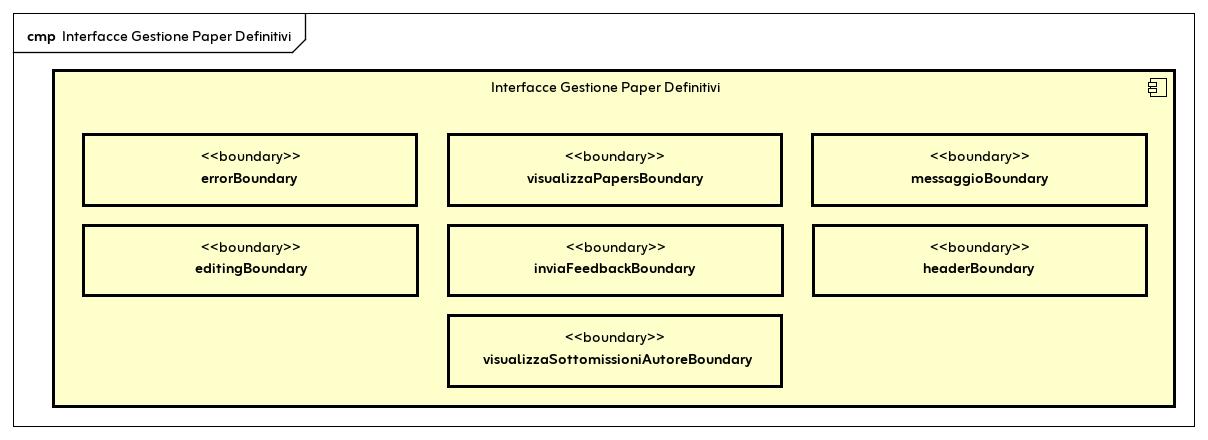 cmp Interfacce Gestione Paper Definitivi
Interfacce Gestione Paper Definitivi
<<boundary>>
errorBoundary
<<boundary>>
visualizzaPapersBoundary
<<boundary>>
messaggioBoundary
<<boundary>>
editingBoundary
<<boundary>>
inviaFeedbackBoundary
<<boundary>>
headerBoundary
<<boundary>>
visualizzaSottomissioniAutoreBoundary